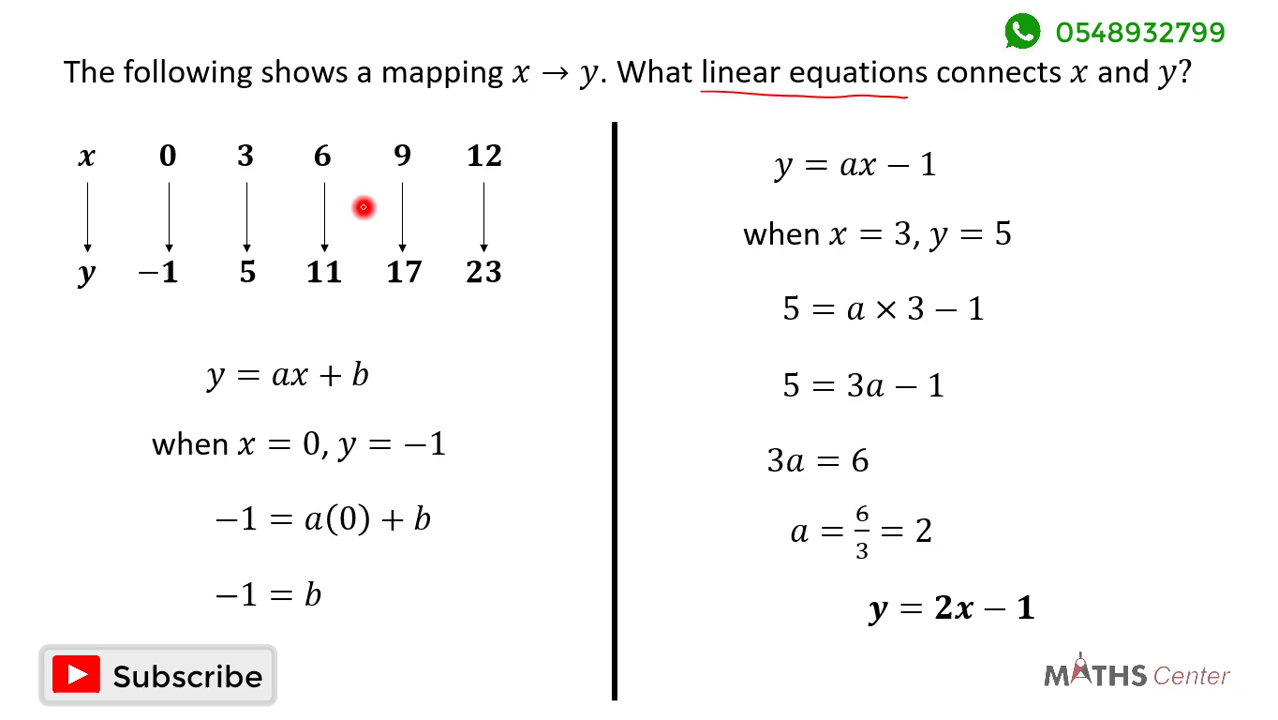 0548932799
The following shows a mapping 𝑥 → 𝑦. What linear equations connects 𝑥 and 𝑦?
𝒙 0 3 6 9 12
𝒚 −1 5 11 17 23
𝑦 = 𝑎𝑥 + 𝑏
when 𝑥 = 0, 𝑦 = −1
−1 = 𝑎(0) + 𝑏
−1 = 𝑏
𝑦 = 𝑎𝑥 − 1
when 𝑥 = 3, 𝑦 = 5
5 = 𝑎 × 3 − 1
5 = 3𝑎 − 1
3𝑎 = 6
𝑎 = 6/3 = 2
𝒚 = 𝟐𝒙 − 𝟏
Subscribe
MATHS Center